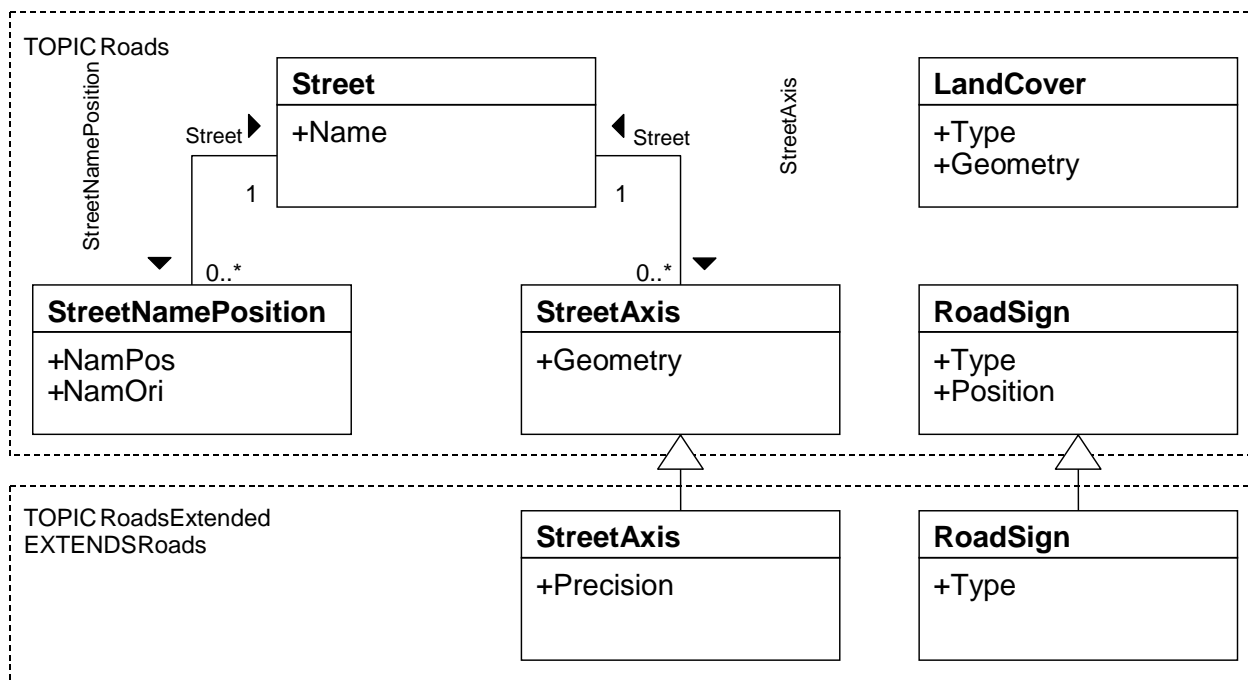 TOPIC Roads
StreetNamePosition
Street
+Name
Street
1
0..*
Street
1
0..*
StreetAxis
LandCover
+Type
+Geometry
StreetNamePosition
+NamPos
+NamOri
StreetAxis
+Geometry
RoadSign
+Type
+Position
TOPIC RoadsExtended
EXTENDSRoads
StreetAxis
+Precision
RoadSign
+Type